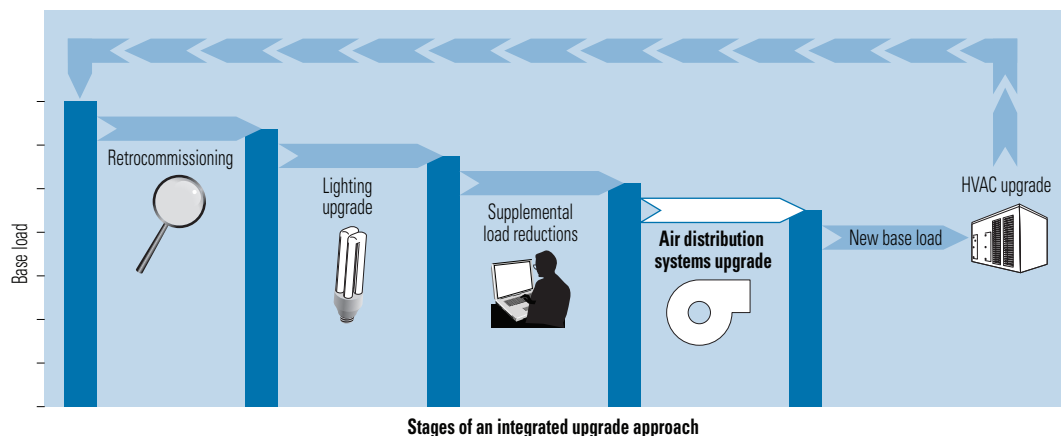 Base load
Retrocommissioning
Lighting
upgrade
Supplemental
load reductions
Air distribution
systems upgrade
New base load
HVAC upgrade
Stages of an integrated upgrade approach